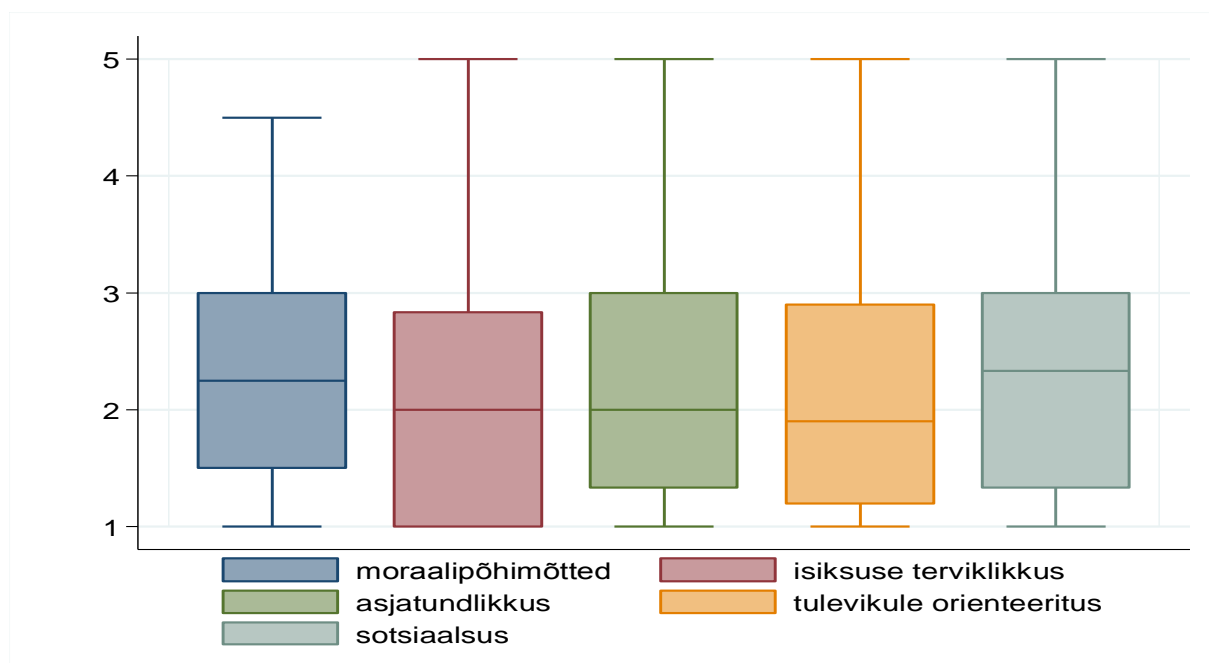 5
4
3
2
1
moraalipõhimõtted isiksuse terviklikkus
asjatundlikkus tulevikule orienteeritus
sotsiaalsus